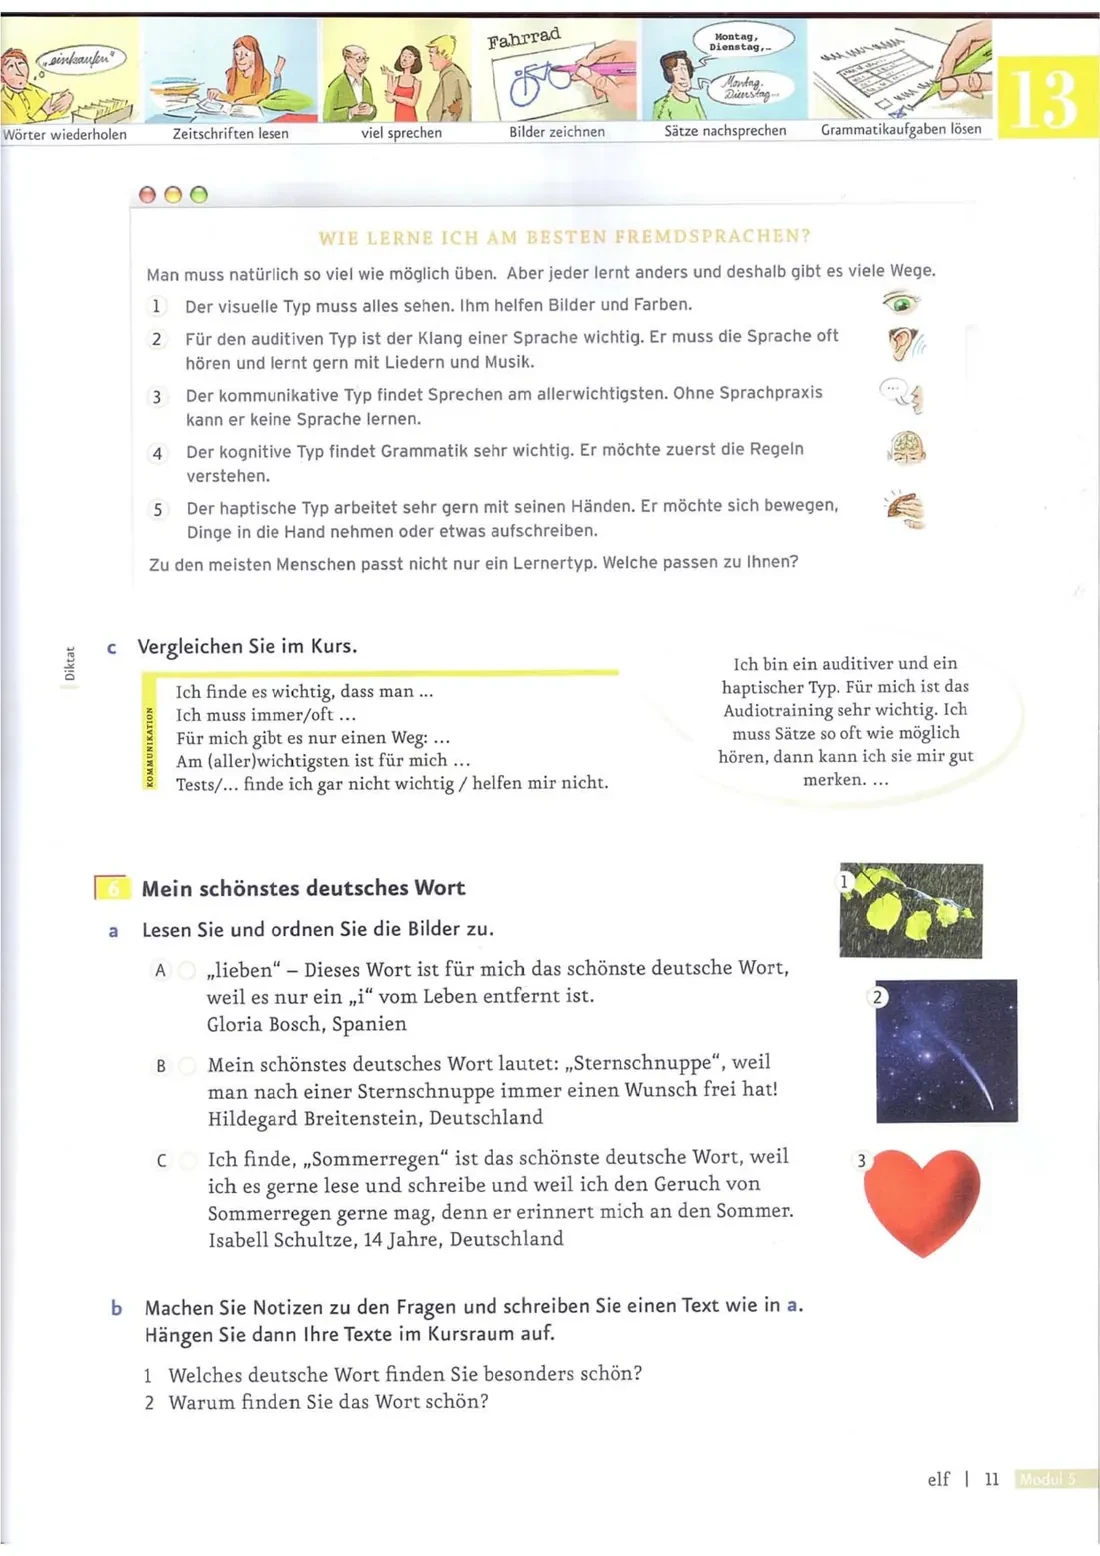 „einkaufen“
Fahrrad
Montag,
Dienstag,..
Montag,
Dienstag...
13
Wörter wiederholen
Zeitschriften lesen
viel sprechen
Bilder zeichnen
Sätze nachsprechen
Grammatikaufgaben lösen
WIE LERNE ICH AM BESTEN FREMDSPRACHEN?
Man muss natürlich so viel wie möglich üben. Aber jeder lernt anders und deshalb gibt es viele Wege.
1 Der visuelle Typ muss alles sehen. Ihm helfen Bilder und Farben.
2 Für den auditiven Typ ist der Klang einer Sprache wichtig. Er muss die Sprache oft
hören und lernt gern mit Liedern und Musik.
3 Der kommunikative Typ findet Sprechen am allerwichtigsten. Ohne Sprachpraxis
kann er keine Sprache lernen.
4 Der kognitive Typ findet Grammatik sehr wichtig. Er möchte zuerst die Regeln
verstehen.
5 Der haptische Typ arbeitet sehr gern mit seinen Händen. Er möchte sich bewegen,
Dinge in die Hand nehmen oder etwas aufschreiben.
Zu den meisten Menschen passt nicht nur ein Lernertyp. Welche passen zu Ihnen?
Diktat
c Vergleichen Sie im Kurs.
KOMMUNIKATION
Ich finde es wichtig, dass man ...
Ich muss immer/oft ...
Für mich gibt es nur einen Weg: ...
Am (aller)wichtigsten ist für mich ...
Tests/... finde ich gar nicht wichtig / helfen mir nicht.
Ich bin ein auditiver und ein
haptischer Typ. Für mich ist das
Audiotraining sehr wichtig. Ich
muss Sätze so oft wie möglich
hören, dann kann ich sie mir gut
merken. ...
6 Mein schönstes deutsches Wort
a Lesen Sie und ordnen Sie die Bilder zu.
A „lieben“ – Dieses Wort ist für mich das schönste deutsche Wort,
weil es nur ein „i“ vom Leben entfernt ist.
Gloria Bosch, Spanien
B Mein schönstes deutsches Wort lautet: „Sternschnuppe“, weil
man nach einer Sternschnuppe immer einen Wunsch frei hat!
Hildegard Breitenstein, Deutschland
C Ich finde, „Sommerregen“ ist das schönste deutsche Wort, weil
ich es gerne lese und schreibe und weil ich den Geruch von
Sommerregen gerne mag, denn er erinnert mich an den Sommer.
Isabell Schultze, 14 Jahre, Deutschland
1
2
3
b Machen Sie Notizen zu den Fragen und schreiben Sie einen Text wie in a.
Hängen Sie dann Ihre Texte im Kursraum auf.
1 Welches deutsche Wort finden Sie besonders schön?
2 Warum finden Sie das Wort schön?
elf | 11 Modul 5